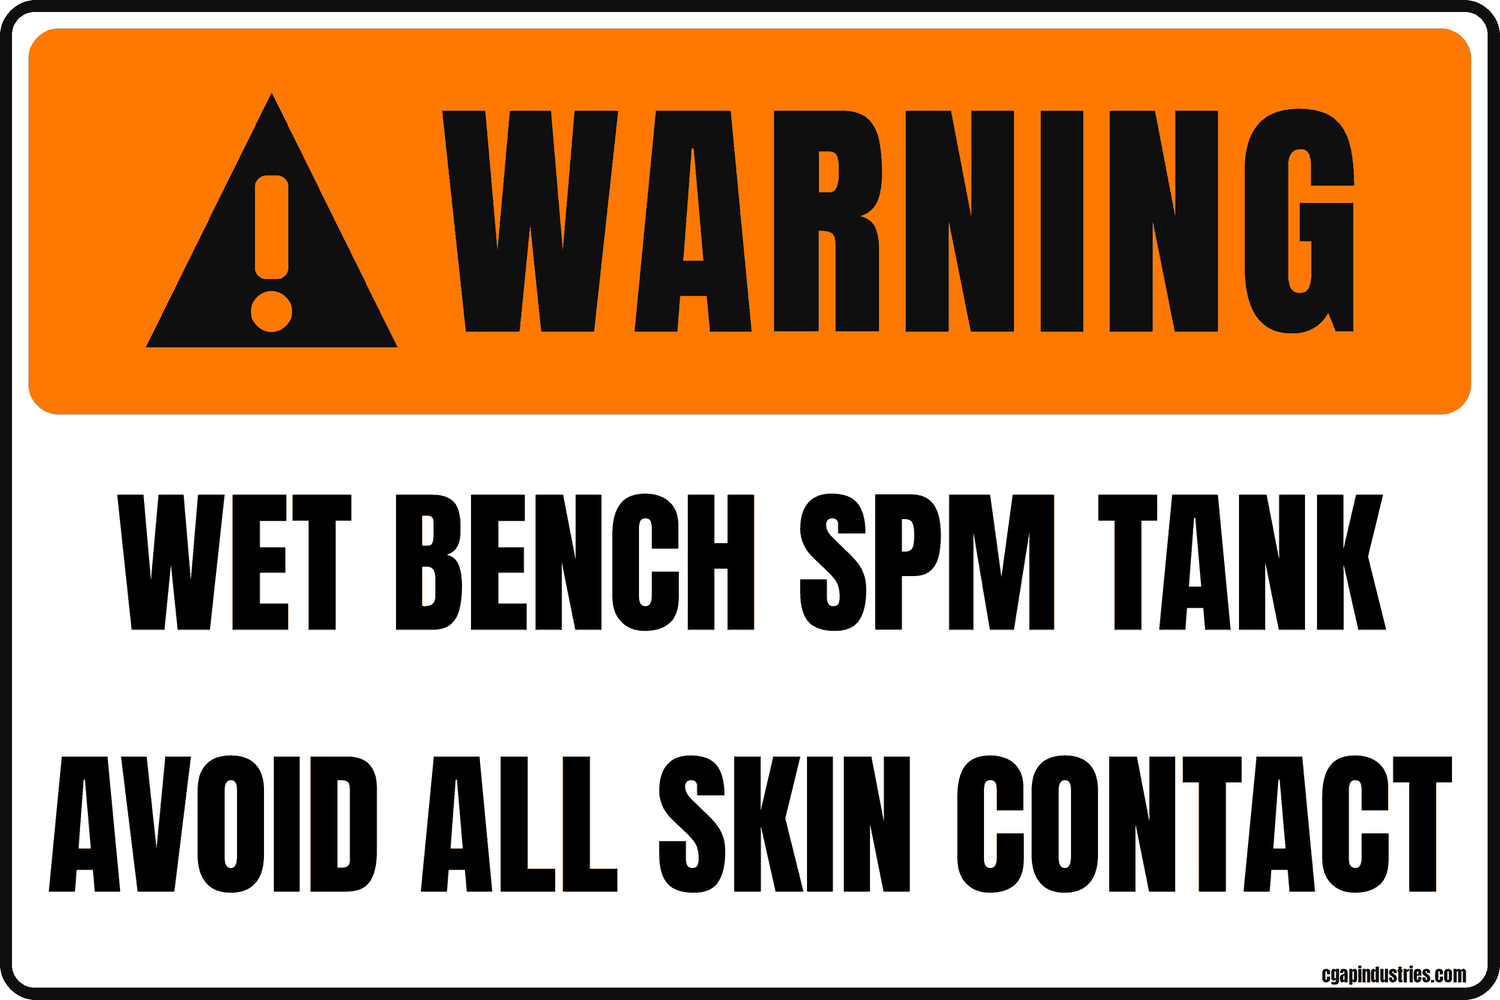 WARNING
WET BENCH SPM TANK
AVOID ALL SKIN CONTACT
cgapindustries.com